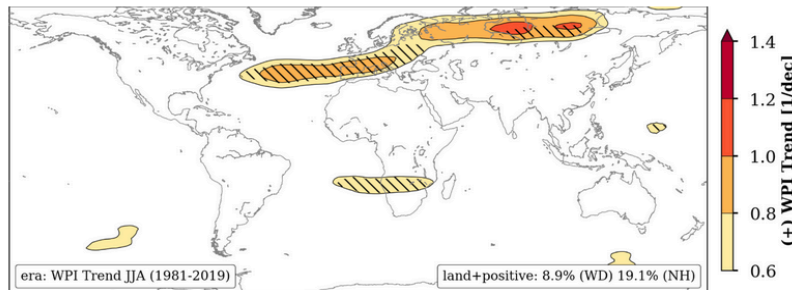 1.4
1.2
1.0
0.8
0.6
(+) WPI Trend [1/dec]
era: WPI Trend JJA (1981-2019)
land+positive: 8.9% (WD) 19.1% (NH)